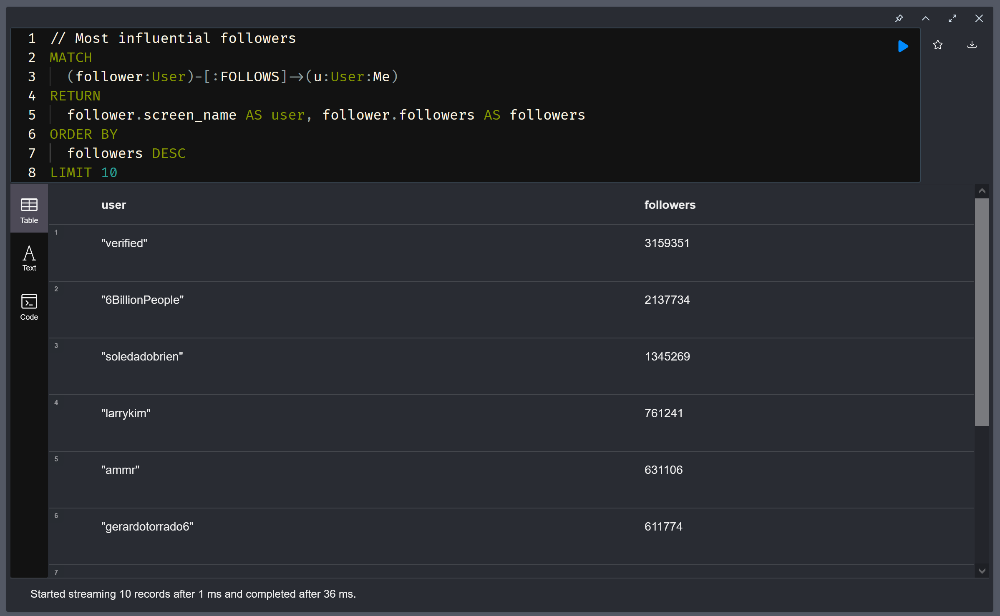 1 // Most influential followers
2 MATCH
3 (follower:User)-[:FOLLOWS]->(u:User:Me)
4 RETURN
5 follower.screen_name AS user, follower.followers AS followers
6 ORDER BY
7 followers DESC
8 LIMIT 10
Table
Text
Code
user followers
1 "verified" 3159351
2 "6BillionPeople" 2137734
3 "soledadobrien" 1345269
4 "larrykim" 761241
5 "ammr" 631106
6 "gerardotorrado6" 611774
7
Started streaming 10 records after 1 ms and completed after 36 ms.